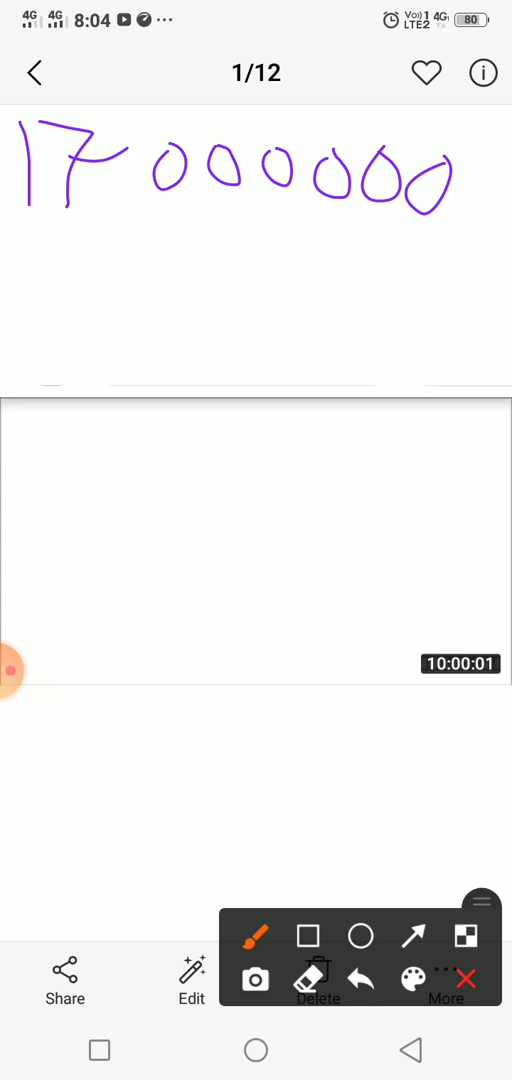 4G 4G 8:04 Vo)) 1 4G LTE2 80
1/12
17000000
10:00:01
Share Edit Delete More